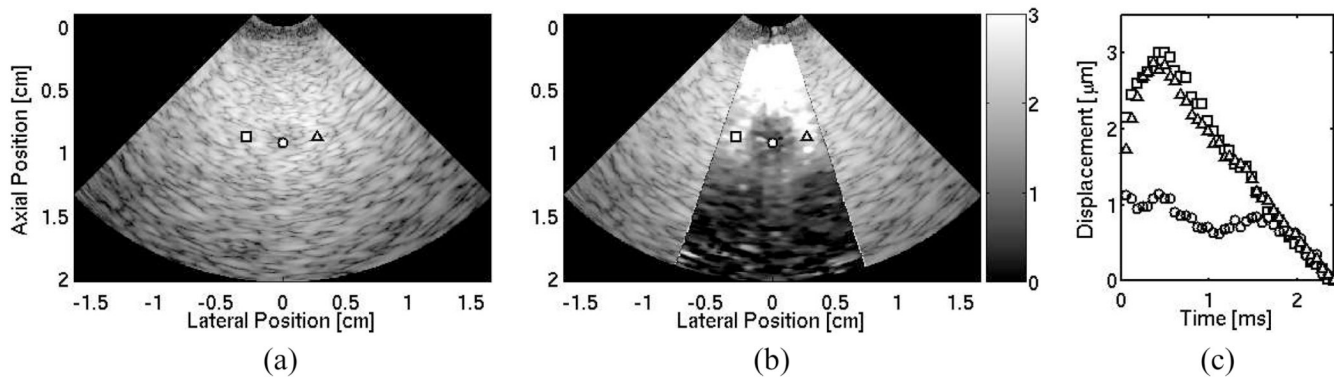 0
0.5
1
1.5
2
Axial Position [cm]
-1.5 -1 -0.5 0 0.5 1 1.5
Lateral Position [cm]
(a)
0
0.5
1
1.5
2
-1.5 -1 -0.5 0 0.5 1 1.5
Lateral Position [cm]
(b)
3
2
1
0
Displacement [μm]
3
2
1
0
0 1 2
Time [ms]
(c)